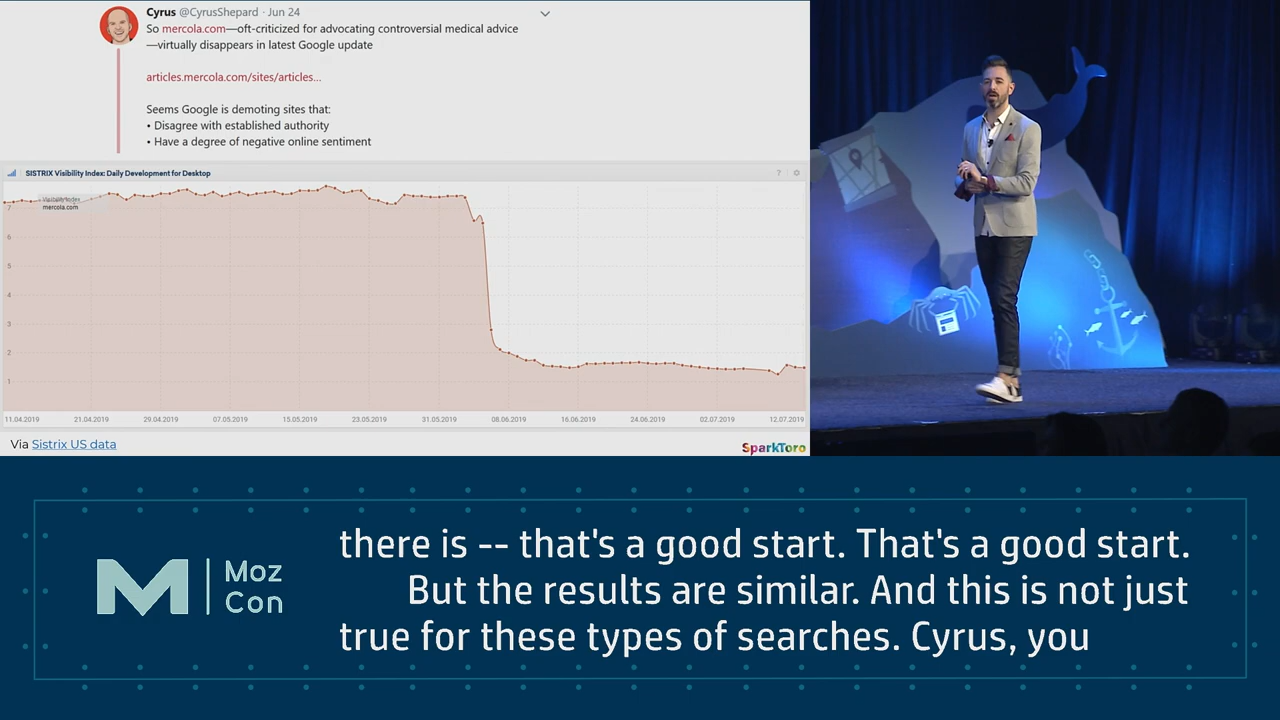 Cyrus @CyrusShepard · Jun 24
So mercola.com—oft-criticized for advocating controversial medical advice
—virtually disappears in latest Google update
articles.mercola.com/sites/articles...
Seems Google is demoting sites that:
• Disagree with established authority
• Have a degree of negative online sentiment
SISTRIX Visibility Index: Daily Development for Desktop
?
Visibility Index
mercola.com
7
6
5
4
3
2
1
11.04.2019 21.04.2019 29.04.2019 07.05.2019 15.05.2019 23.05.2019 31.05.2019 08.06.2019 16.06.2019 24.06.2019 02.07.2019 12.07.2019
Via Sistrix US data
SparkToro
M
Moz
Con
there is -- that's a good start. That's a good start.
But the results are similar. And this is not just
true for these types of searches. Cyrus, you